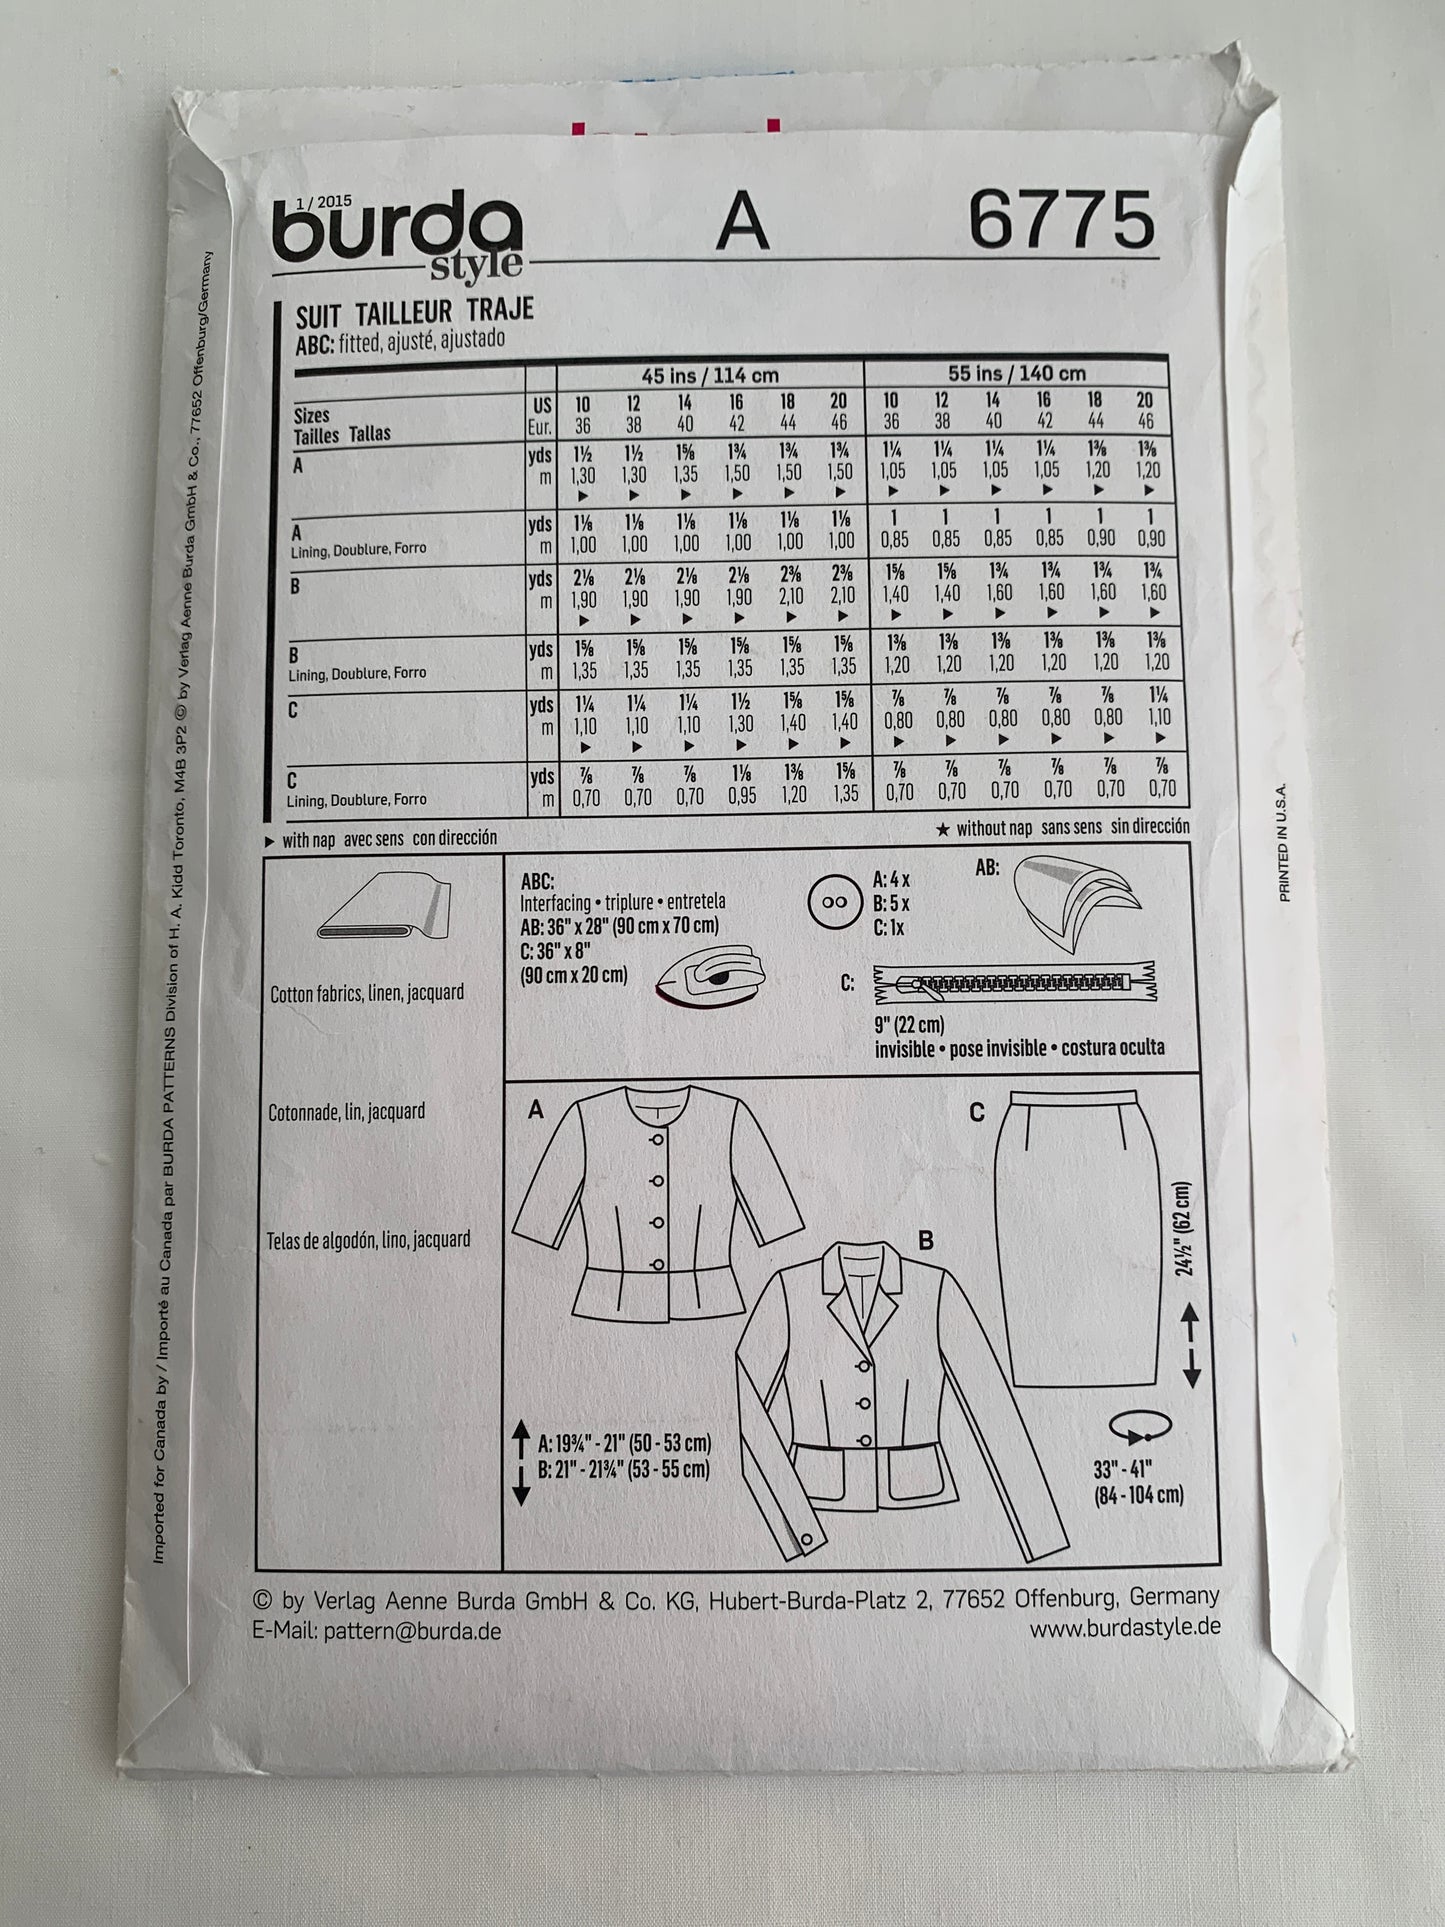 1 / 2015
burda style
A
6775
SUIT TAILLEUR TRAJE
ABC: fitted, ajusté, ajustado
45 ins / 114 cm 55 ins / 140 cm
Sizes US 10 12 14 16 18 20 10 12 14 16 18 20
Tailles Tallas Eur. 36 38 40 42 44 46 36 38 40 42 44 46
A yds 1½ 1½ 1⅝ 1¾ 1¾ 1¾ 1¼ 1¼ 1¼ 1¼ 1⅜ 1⅜
m 1,30 1,30 1,35 1,50 1,50 1,50 1,05 1,05 1,05 1,05 1,20 1,20
► ► ► ► ► ► ► ► ► ► ► ►
A yds 1⅛ 1⅛ 1⅛ 1⅛ 1⅛ 1⅛ 1 1 1 1 1 1
Lining, Doublure, Forro m 1,00 1,00 1,00 1,00 1,00 1,00 0,85 0,85 0,85 0,85 0,90 0,90
B yds 2⅛ 2⅛ 2⅛ 2⅛ 2⅜ 2⅜ 1⅝ 1⅝ 1¾ 1¾ 1¾ 1¾
m 1,90 1,90 1,90 1,90 2,10 2,10 1,40 1,40 1,60 1,60 1,60 1,60
► ► ► ► ► ► ► ► ► ► ► ►
B yds 1⅝ 1⅝ 1⅝ 1⅝ 1⅝ 1⅝ 1⅜ 1⅜ 1⅜ 1⅜ 1⅜ 1⅜
Lining, Doublure, Forro m 1,35 1,35 1,35 1,35 1,35 1,35 1,20 1,20 1,20 1,20 1,20 1,20
C yds 1¼ 1¼ 1¼ 1½ 1⅝ 1⅝ ⅞ ⅞ ⅞ ⅞ ⅞ 1¼
m 1,10 1,10 1,10 1,30 1,40 1,40 0,80 0,80 0,80 0,80 0,80 1,10
► ► ► ► ► ► ► ► ► ► ► ►
C yds ⅞ ⅞ ⅞ 1⅛ 1⅜ 1⅝ ⅞ ⅞ ⅞ ⅞ ⅞ ⅞
Lining, Doublure, Forro m 0,70 0,70 0,70 0,95 1,20 1,35 0,70 0,70 0,70 0,70 0,70 0,70
► with nap avec sens con dirección ★ without nap sans sens sin dirección
Cotton fabrics, linen, jacquard
Cotonnade, lin, jacquard
Telas de algodón, lino, jacquard
ABC:
Interfacing • triplure • entretela
AB: 36" x 28" (90 cm x 70 cm)
C: 36" x 8"
(90 cm x 20 cm)
A: 4 x
B: 5 x
C: 1x
AB:
C:
9" (22 cm)
invisible • pose invisible • costura oculta
A
B
C
24½" (62 cm)
A: 19¾" - 21" (50 - 53 cm)
B: 21" - 21¾" (53 - 55 cm)
33" - 41"
(84 - 104 cm)
© by Verlag Aenne Burda GmbH & Co. KG, Hubert-Burda-Platz 2, 77652 Offenburg, Germany
E-Mail: pattern@burda.de www.burdastyle.de
Imported for Canada by / Importé au Canada par BURDA PATTERNS Division of H. A. Kidd Toronto, M4B 3P2 © by Verlag Aenne Burda GmbH & Co., 77652 Offenburg/Germany
PRINTED IN U.S.A.